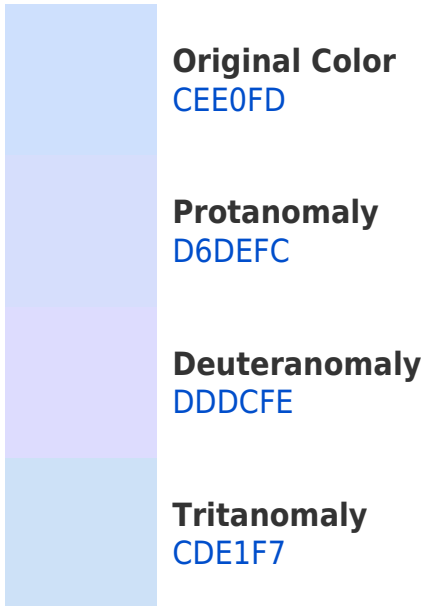 Original Color
CEE0FD
Protanomaly
D6DEFC
Deuteranomaly
DDDCFE
Tritanomaly
CDE1F7